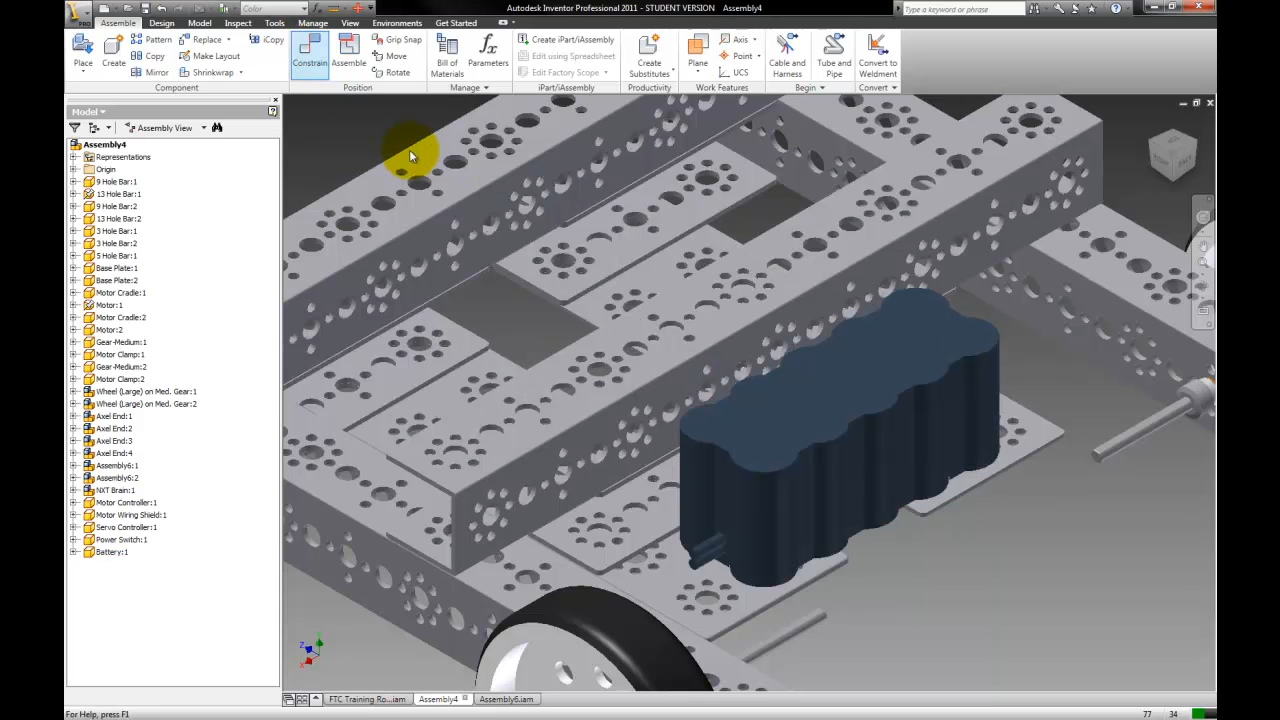 Autodesk Inventor Professional 2011 - STUDENT VERSION Assembly4
Type a keyword or phrase
PRO
Color
Assemble Design Model View Inspect Tools Manage View Environments Get Started
Place
Create
Pattern
Copy
Mirror
Replace
Make Layout
Shrinkwrap
iCopy
Component
Constrain
Assemble
Grip Snap
Move
Rotate
Position
Bill of Materials
Parameters
Manage
Create iPart/iAssembly
Edit using Spreadsheet
Edit Factory Scope
iPart/iAssembly
Create Substitutes
Productivity
Plane
Axis
Point
UCS
Work Features
Cable and Harness
Tube and Pipe
Begin
Convert to Weldment
Convert
Model
Assembly View
Assembly4
Representations
Origin
9 Hole Bar:1
13 Hole Bar:1
9 Hole Bar:2
13 Hole Bar:2
3 Hole Bar:1
3 Hole Bar:2
5 Hole Bar:1
Base Plate:1
Base Plate:2
Motor Cradle:1
Motor:1
Motor Cradle:2
Motor:2
Gear-Medium:1
Motor Clamp:1
Gear-Medium:2
Motor Clamp:2
Wheel (Large) on Med. Gear:1
Wheel (Large) on Med. Gear:2
Axel End:1
Axel End:2
Axel End:3
Axel End:4
Assembly6:1
Assembly6:2
NXT Brain:1
Motor Controller:1
Motor Wiring Shield:1
Servo Controller:1
Power Switch:1
Battery:1
Z
X
FTC Training Ro...iam Assembly4 Assembly6.iam
For Help, press F1
77 34